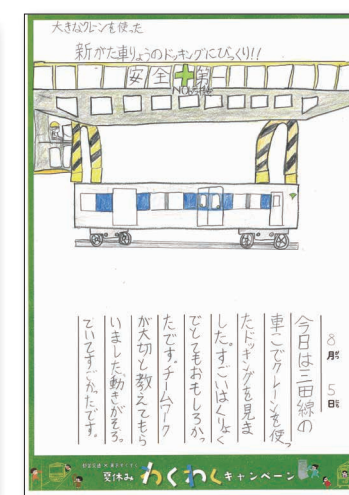 大きなクレーンを使った
新がた車りょうのドッキングにびっくり!!
安全✚第一
8月5日
今日は三田線の
車こでクレーンを使っ
たドッキングを見ま
した。すごいはくりょく
でとてもおもしろかっ
たです。チームワーク
が大切と教えてもら
いました動きがそろっ
ていてすごかったです。
夏休み わくわくキャンペーン